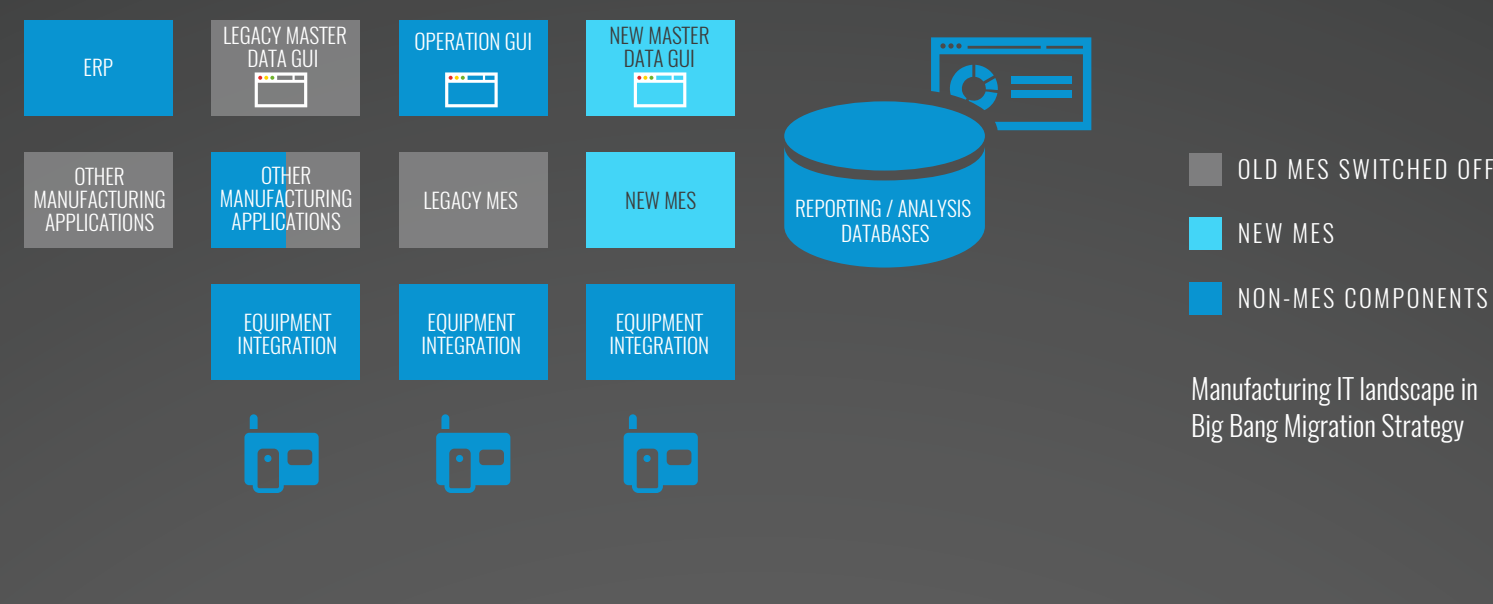 ERP
LEGACY MASTER
DATA GUI
OPERATION GUI
NEW MASTER
DATA GUI
OTHER
MANUFACTURING
APPLICATIONS
OTHER
MANUFACTURING
APPLICATIONS
LEGACY MES
NEW MES
REPORTING / ANALYSIS
DATABASES
EQUIPMENT
INTEGRATION
EQUIPMENT
INTEGRATION
EQUIPMENT
INTEGRATION
OLD MES SWITCHED OFF
NEW MES
NON-MES COMPONENTS
Manufacturing IT landscape in
Big Bang Migration Strategy